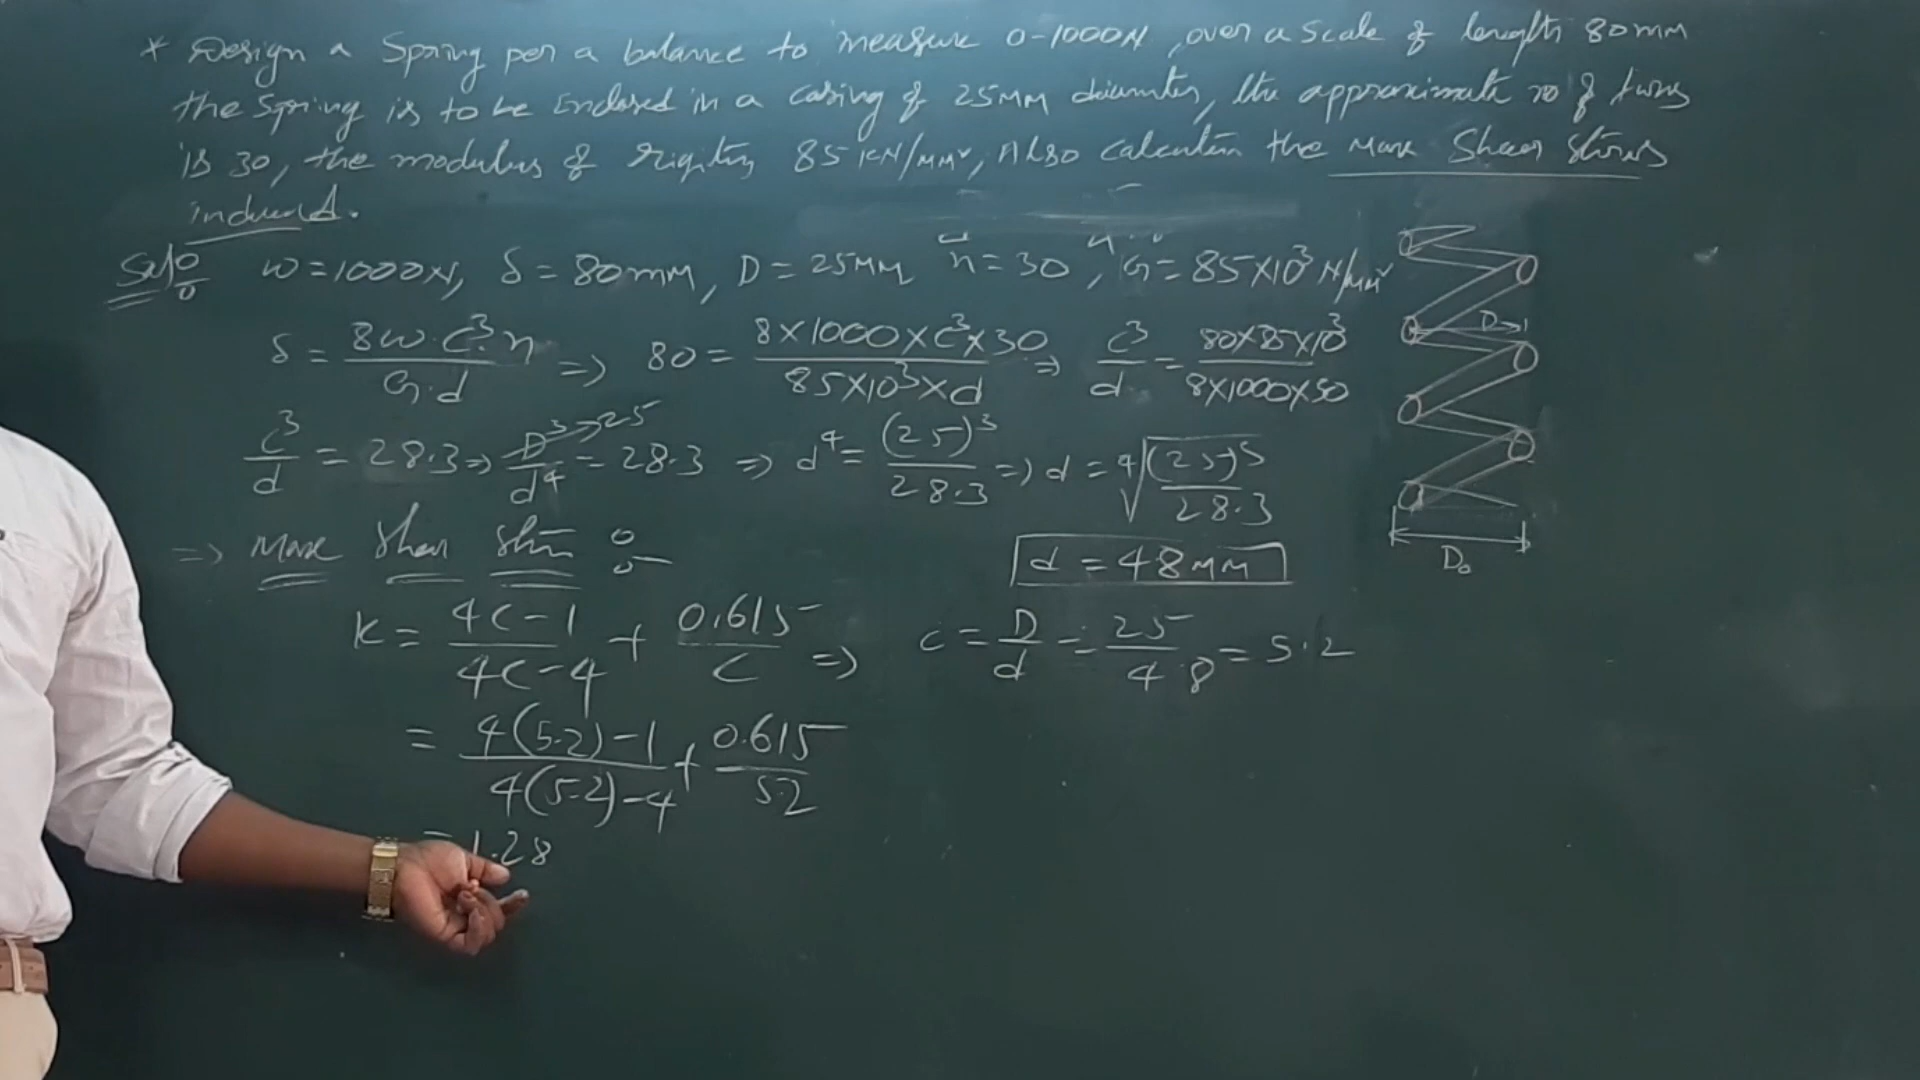 * Design a Spring per a balance to measure 0-1000N, over a scale of length 80mm
the spring is to be Enclosed in a casing of 25MM diameter, the approximate no of turns
is 30, the modulus of rigitiy 85 KN/MM², Also calculate the Max Shear stress
induced.
Sol:- W = 1000N, δ = 80mm, D = 25MM n = 30, G = 85×10³ N/MM²
δ = 8W·C³·n / G·d => 80 = 8×1000×C³×30 / 85×10³×d => C³/d = 80×85×10³ / 8×1000×30
D
C³/d = 28.3 => D³→25 / d⁴ = 28.3 => d⁴ = (25)³ / 28.3 => d = ⁴√(25)³ / 28.3
=> Max Shear Stress :-
d = 4.8MM
D₀
K = 4C-1 / 4C-4 + 0.615 / C => C = D/d = 25 / 4.8 = 5.2
= 4(5.2)-1 / 4(5.2)-4 + 0.615 / 5.2
= 1.28